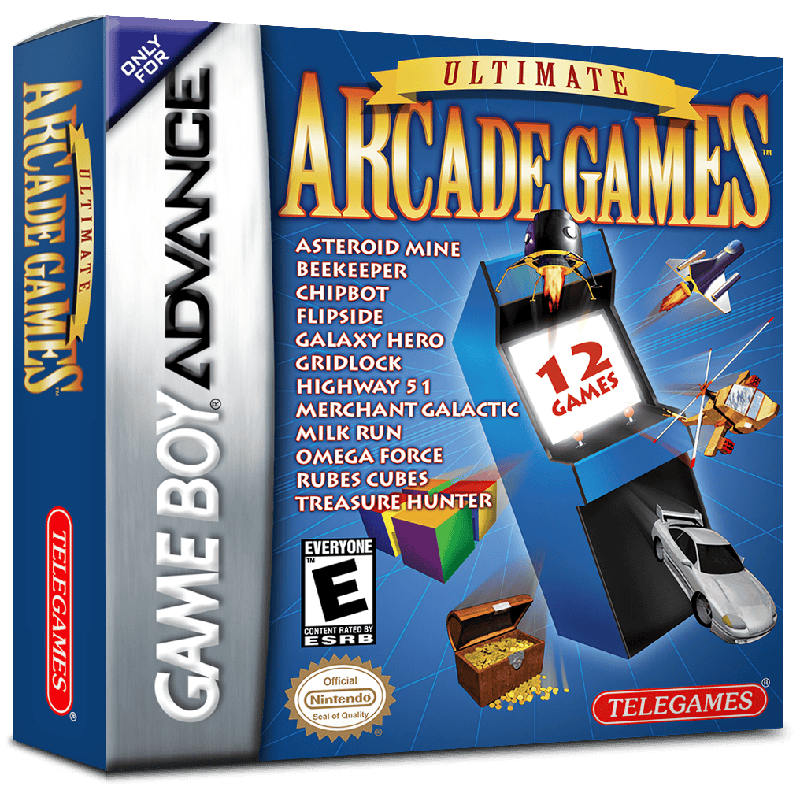 ULTIMATE
ARCADE GAMES™
TELEGAMES®
ONLY
FOR
GAME BOY® ADVANCE
ULTIMATE
ARCADE GAMES™
ASTEROID MINE
BEEKEEPER
CHIPBOT
FLIPSIDE
GALAXY HERO
GRIDLOCK
HIGHWAY 51
MERCHANT GALACTIC
MILK RUN
OMEGA FORCE
RUBES CUBES
TREASURE HUNTER
12
GAMES
EVERYONE
™
E
CONTENT RATED BY
ESRB
Official
Nintendo
Seal of Quality
®
TELEGAMES®